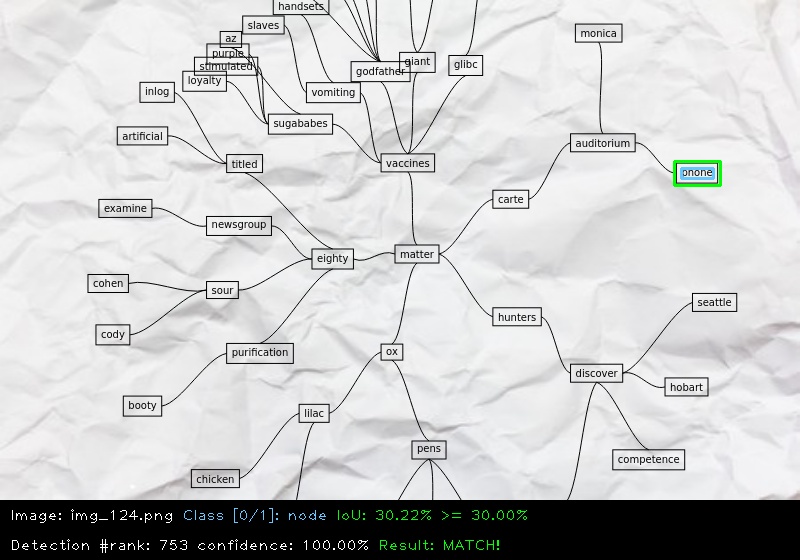 handsets
slaves
monica
az
purple
giant
glibc
stimulated
godfather
loyalty
inlog
vomiting
sugababes
artificial
auditorium
titled
vaccines
carte
examine
newsgroup
matter
eighty
cohen
sour
seattle
hunters
cody
purification
ox
discover
hobart
booty
lilac
pens
competence
chicken
Image: img_124.png Class [0/1]: node IoU: 30.22% >= 30.00%
Detection #rank: 753 confidence: 100.00% Result: MATCH!